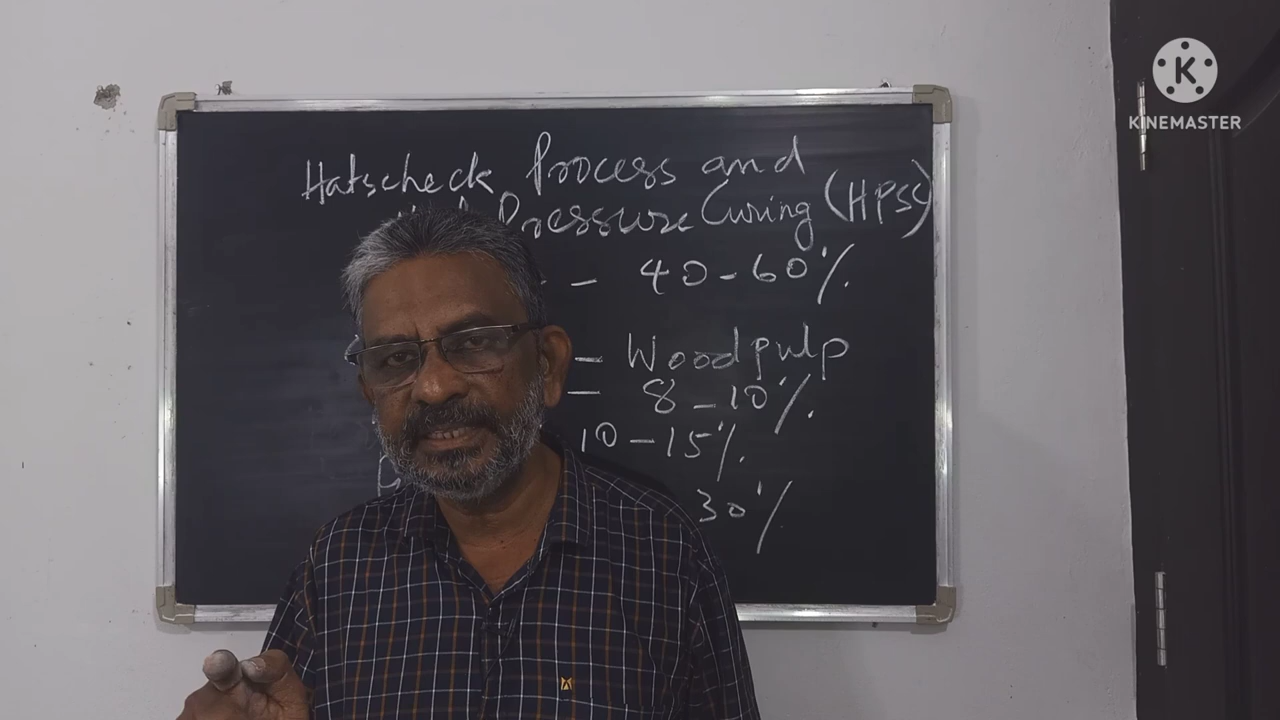 Hatscheck Process and
Pressure Curing (HPSC)
- 40-60%
- Woodpulp
- 8-10%
10-15%
30%
K
KINEMASTER